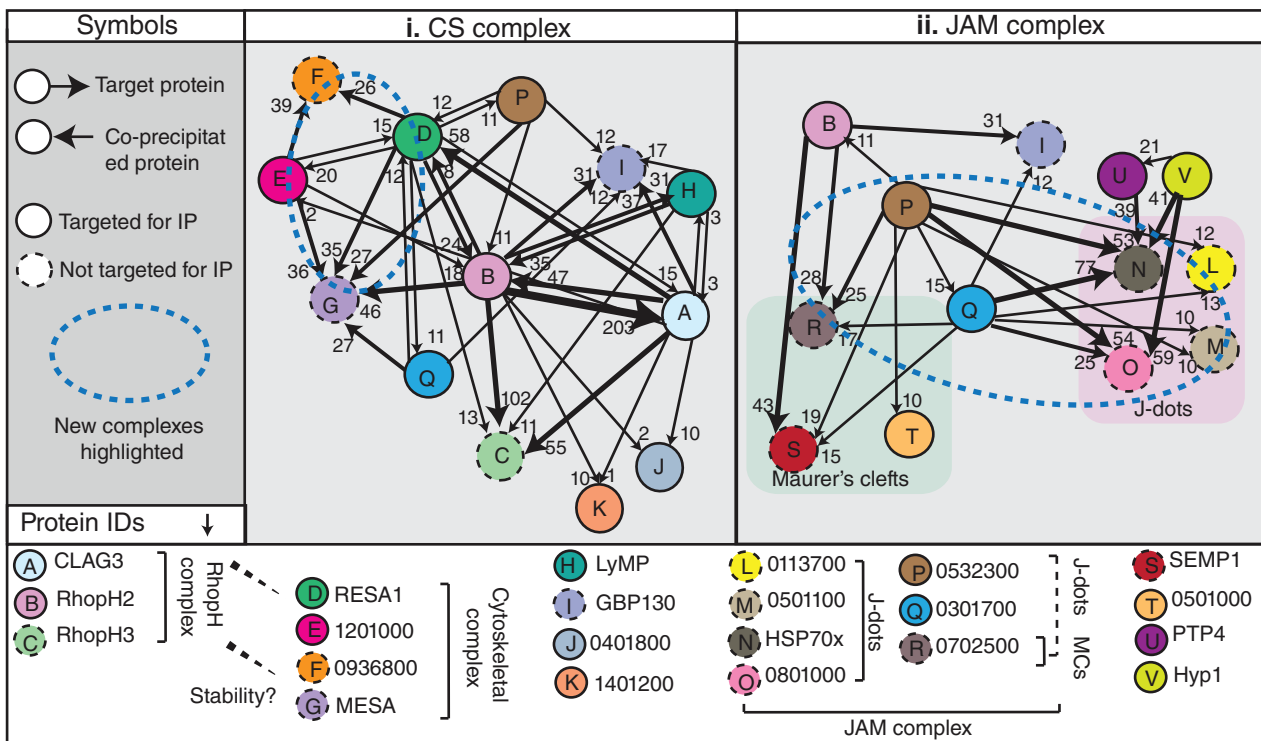 Symbols
i. CS complex
ii. JAM complex
Target protein
Co-precipitat
ed protein
Targeted for IP
Not targeted for IP
New complexes
highlighted
F
26
39
12
P
11
15
D
58
12
I
17
E
20
12
8
31
31
H
12
37
2
3
24
11
35
27
18
B
35
47
15
3
36
G
46
A
203
27
11
Q
102
13
11
55
C
2
10
J
10
1
K
B
31
I
11
12
21
U
V
39
41
P
53
12
N
L
77
15
13
28
25
Q
10
R
17
54
M
25
O
59
10
J-dots
43
19
10
S
T
15
Maurer's clefts
Protein IDs
A CLAG3
B RhopH2
C RhopH3
RhopH
complex
Stability?
D RESA1
E 1201000
F 0936800
G MESA
Cytoskeletal
complex
H LyMP
I GBP130
J 0401800
K 1401200
L 0113700
M 0501100
N HSP70x
O 0801000
J-dots
P 0532300
Q 0301700
R 0702500
J-dots
MCs
JAM complex
S SEMP1
T 0501000
U PTP4
V Hyp1